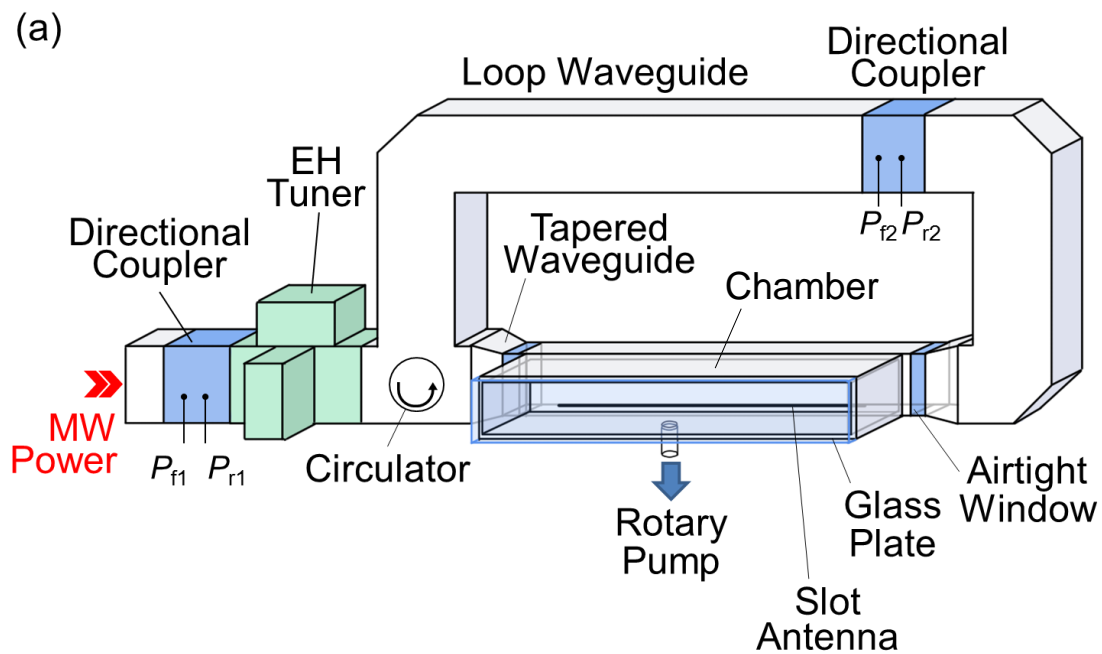 (a)
Directional
Coupler
Loop Waveguide
EH
Tuner
Directional
Coupler
Tapered
Waveguide
Pf2 Pr2
Chamber
MW
Power
Pf1 Pr1
Circulator
Rotary
Pump
Glass
Plate
Airtight
Window
Slot
Antenna